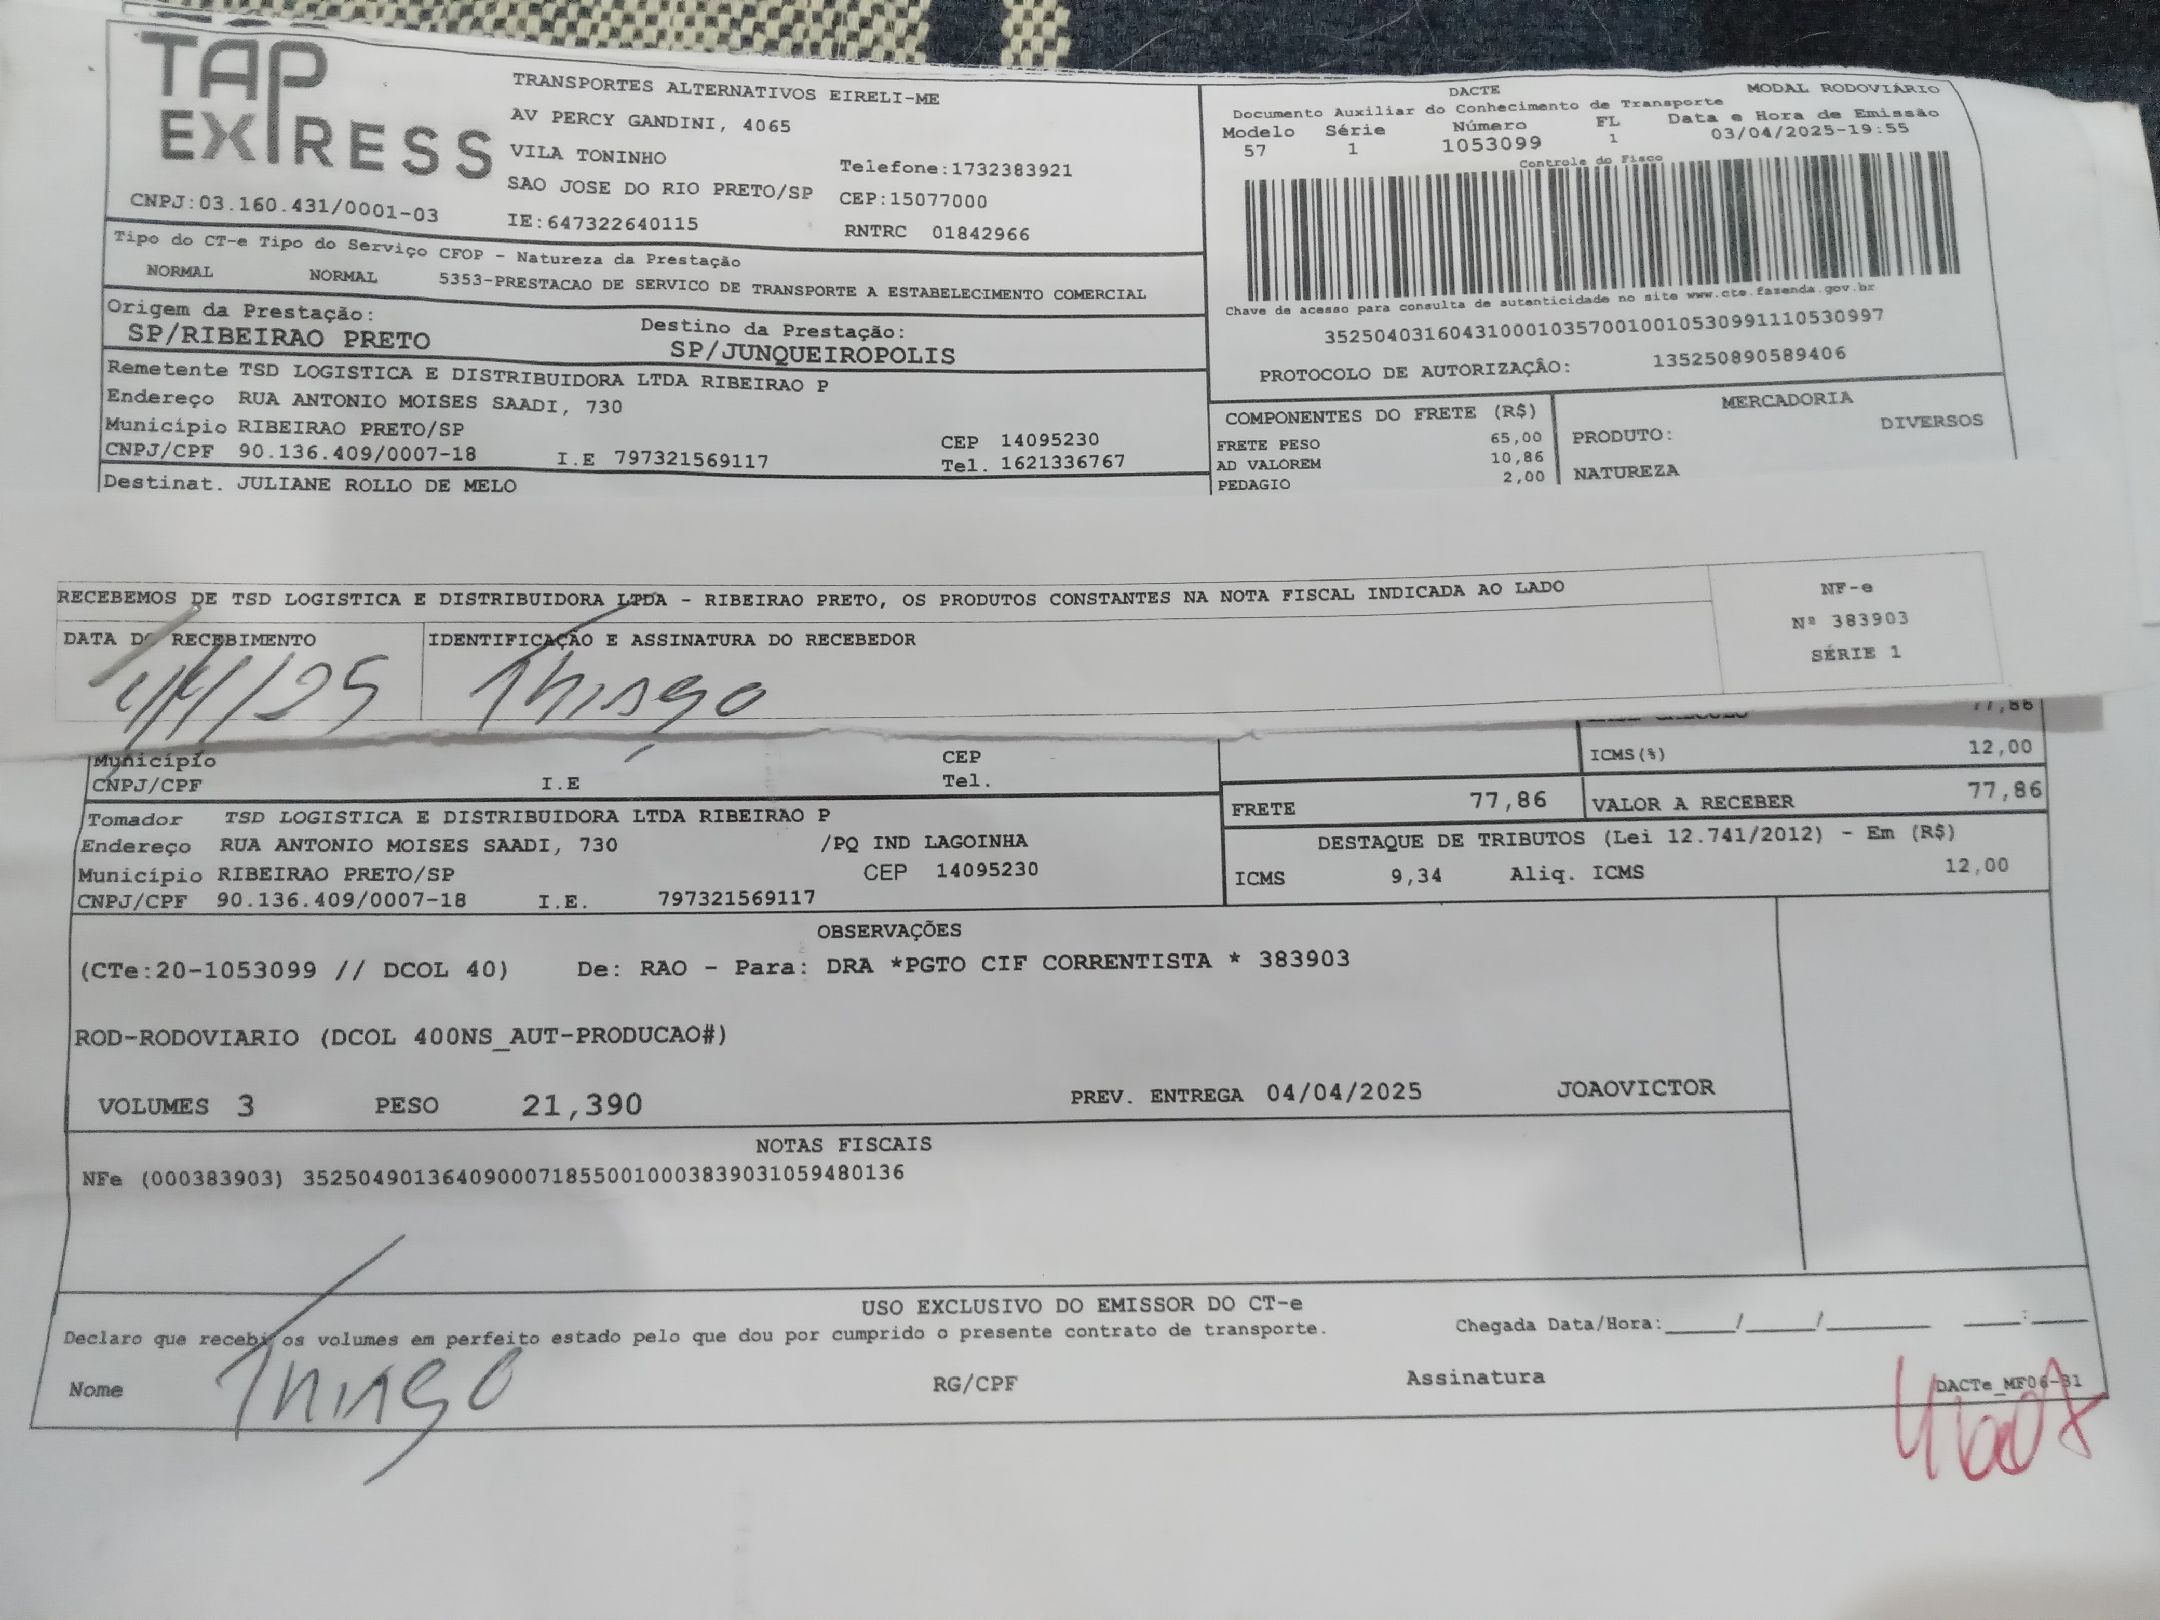 TAP EXPRESS
TRANSPORTES ALTERNATIVOS EIRELI-ME
AV PERCY GANDINI, 4065
VILA TONINHO
Telefone:1732383921
SAO JOSE DO RIO PRETO/SP CEP:15077000
CNPJ:03.160.431/0001-03 IE:647322640115 RNTRC 01842966
DACTE MODAL RODOVIÁRIO
Documento Auxiliar do Conhecimento de Transporte
Modelo Série Número FL Data e Hora de Emissão
57 1 1053099 1 03/04/2025-19:55
Controle do Fisco
Chave de acesso para consulta de autenticidade no site www.cte.fazenda.gov.br
35250403160431000103570010010530991110530997
PROTOCOLO DE AUTORIZAÇÂO: 135250890589406
Tipo do CT-e Tipo do Serviço CFOP - Natureza da Prestação
NORMAL NORMAL 5353-PRESTACAO DE SERVICO DE TRANSPORTE A ESTABELECIMENTO COMERCIAL
Origem da Prestação: Destino da Prestação:
SP/RIBEIRAO PRETO SP/JUNQUEIROPOLIS
Remetente TSD LOGISTICA E DISTRIBUIDORA LTDA RIBEIRAO P
Endereço RUA ANTONIO MOISES SAADI, 730
Município RIBEIRAO PRETO/SP CEP 14095230
CNPJ/CPF 90.136.409/0007-18 I.E 797321569117 Tel. 1621336767
Destinat. JULIANE ROLLO DE MELO
COMPONENTES DO FRETE (R$)
FRETE PESO 65,00
AD VALOREM 10,86
PEDAGIO 2,00
MERCADORIA
PRODUTO: DIVERSOS
NATUREZA
RECEBEMOS DE TSD LOGISTICA E DISTRIBUIDORA LTDA - RIBEIRAO PRETO, OS PRODUTOS CONSTANTES NA NOTA FISCAL INDICADA AO LADO
NF-e
Nº 383903
SÉRIE 1
DATA DO RECEBIMENTO IDENTIFICAÇÃO E ASSINATURA DO RECEBEDOR
4/4/25 Thiago
77,86
Município CEP
CNPJ/CPF I.E Tel.
ICMS(%) 12,00
FRETE 77,86 VALOR A RECEBER 77,86
Tomador TSD LOGISTICA E DISTRIBUIDORA LTDA RIBEIRAO P
Endereço RUA ANTONIO MOISES SAADI, 730 /PQ IND LAGOINHA
Município RIBEIRAO PRETO/SP CEP 14095230
CNPJ/CPF 90.136.409/0007-18 I.E. 797321569117
DESTAQUE DE TRIBUTOS (Lei 12.741/2012) - Em (R$)
ICMS 9,34 Aliq. ICMS 12,00
OBSERVAÇÕES
(CTe:20-1053099 // DCOL 40) De: RAO - Para: DRA *PGTO CIF CORRENTISTA * 383903
ROD-RODOVIARIO (DCOL 400NS_AUT-PRODUCAO#)
VOLUMES 3 PESO 21,390 PREV. ENTREGA 04/04/2025 JOAOVICTOR
NOTAS FISCAIS
NFe (000383903) 35250490136409000718550010003839031059480136
USO EXCLUSIVO DO EMISSOR DO CT-e
Declaro que recebi os volumes em perfeito estado pelo que dou por cumprido o presente contrato de transporte. Chegada Data/Hora:_____/_____/_______ ____:____
Nome Thiago RG/CPF Assinatura
DACTe_MF06-31